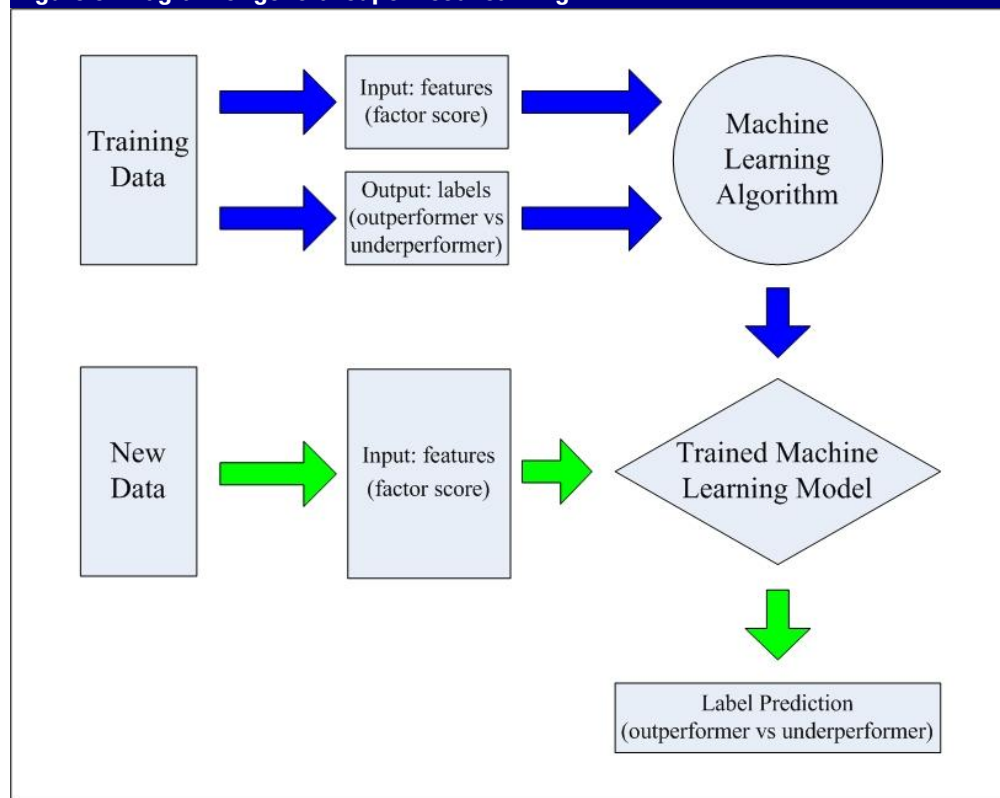 Training
Data
Input: features
(factor score)
Output: labels
(outperformer vs
underperformer)
Machine
Learning
Algorithm
New
Data
Input: features
(factor score)
Trained Machine
Learning Model
Label Prediction
(outperformer vs underperformer)